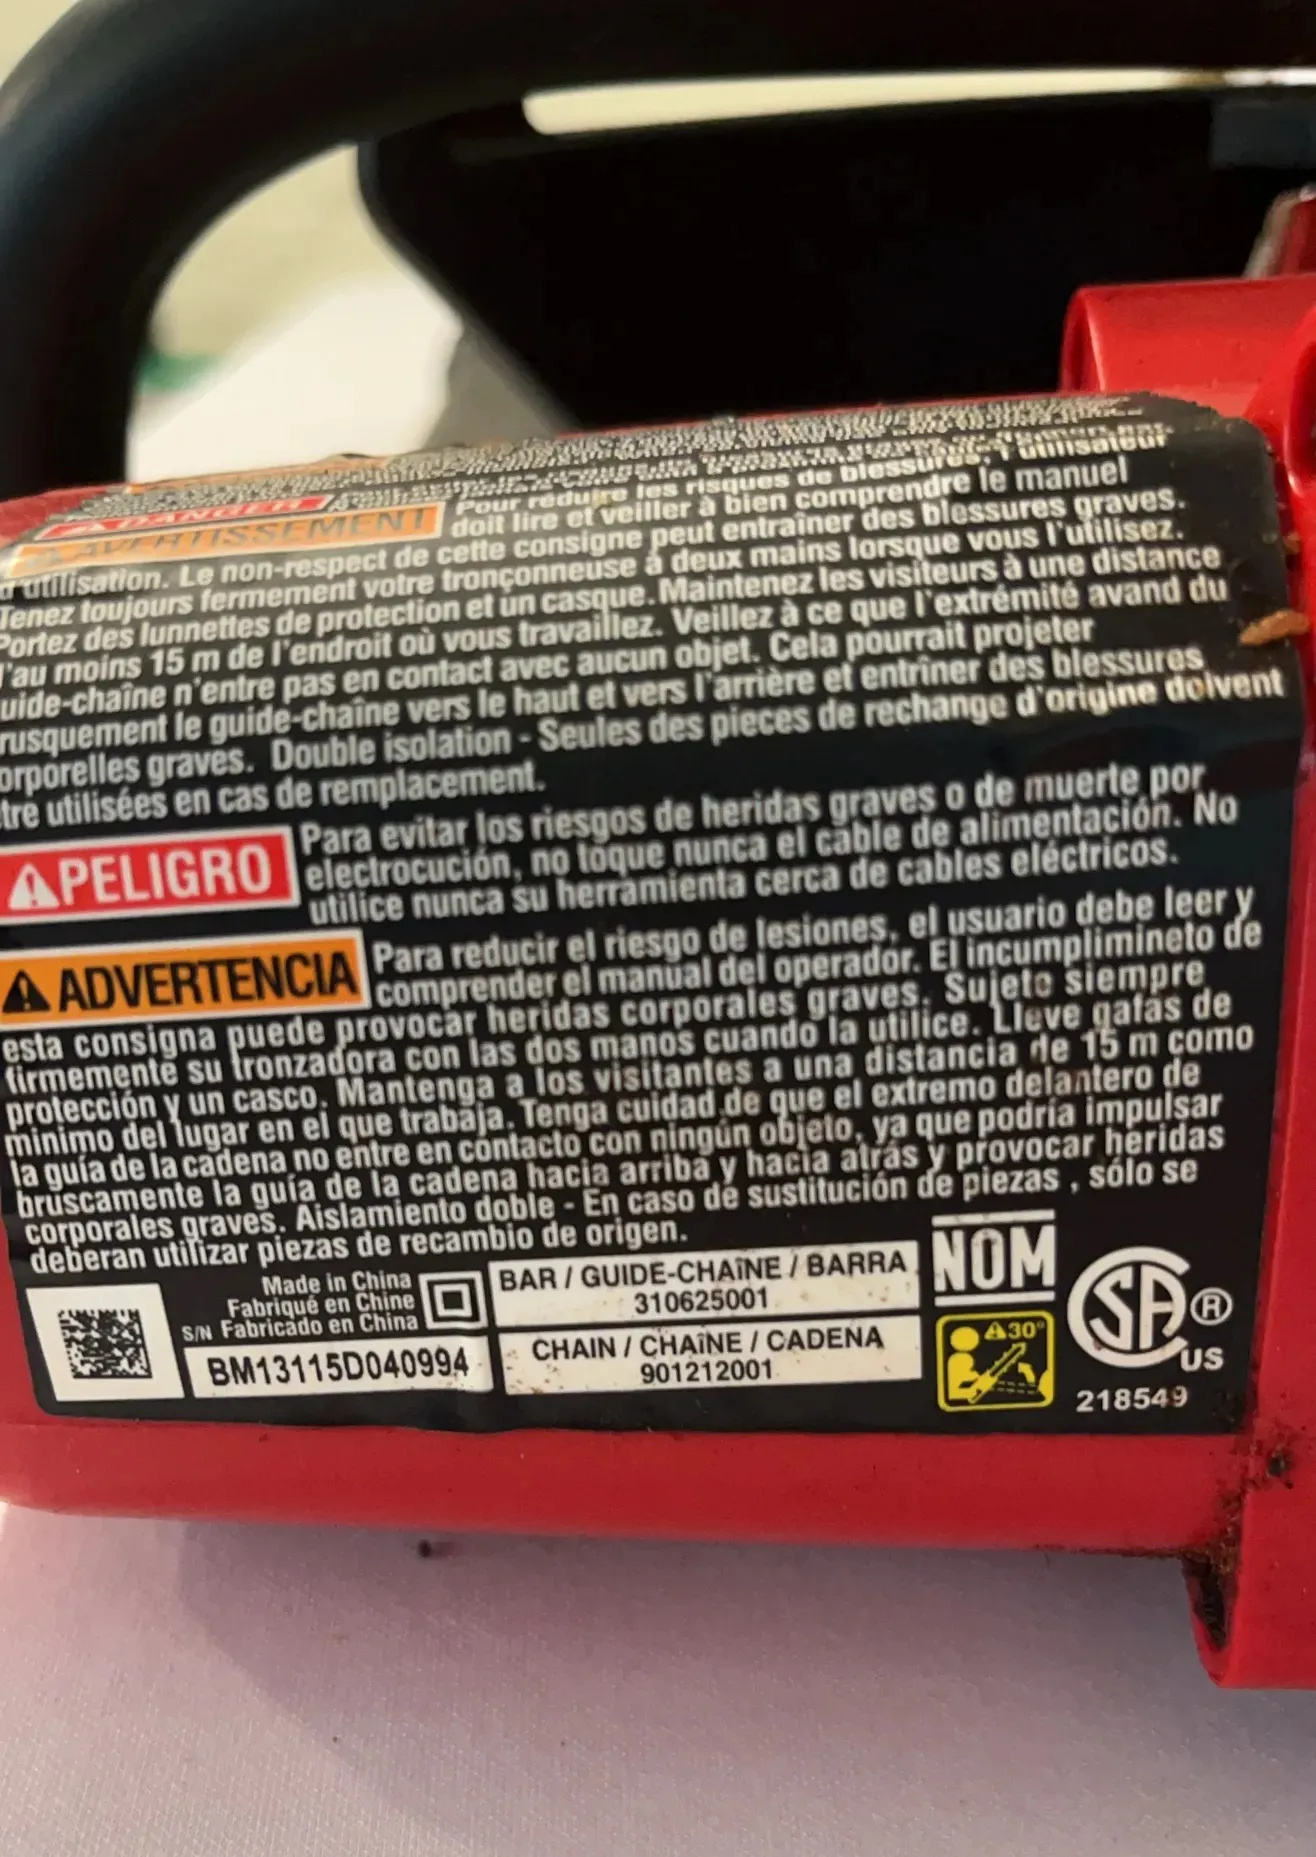 DANGER
AVERTISSEMENT
Pour réduire les risques de blessures l'utilisateur
doit lire et veiller à bien comprendre le manuel
d'utilisation. Le non-respect de cette consigne peut entraîner des blessures graves.
Tenez toujours fermement votre tronçonneuse à deux mains lorsque vous l'utilisez.
Portez des lunnettes de protection et un casque. Maintenez les visiteurs à une distance
d'au moins 15 m de l'endroit où vous travaillez. Veillez à ce que l'extrémité avand du
uide-chaîne n'entre pas en contact avec aucun objet. Cela pourrait projeter
rusquement le guide-chaîne vers le haut et vers l'arrière et entrîner des blessures
orporelles graves. Double isolation - Seules des pieces de rechange d'origine doivent
tre utilisées en cas de remplacement.
PELIGRO
Para evitar los riesgos de heridas graves o de muerte por
electrocución, no toque nunca el cable de alimentación. No
utilice nunca su herramienta cerca de cables eléctricos.
ADVERTENCIA
Para reducir el riesgo de lesiones, el usuario debe leer y
comprender el manual del operador. El incumplimineto de
esta consigna puede provocar heridas corporales graves. Sujete siempre
firmemente su tronzadora con las dos manos cuando la utilice. Lleve gafas de
protección y un casco. Mantenga a los visitantes a una distancia de 15 m como
minimo del lugar en el que trabaja. Tenga cuidad de que el extremo delantero de
la guía de la cadena no entre en contacto con ningún objeto, ya que podría impulsar
bruscamente la guía de la cadena hacia arriba y hacia atrás y provocar heridas
corporales graves. Aislamiento doble - En caso de sustitución de piezas , sólo se
deberan utilizar piezas de recambio de origen.
Made in China
Fabriqué en Chine
S/N Fabricado en China
BM13115D040994
BAR / GUIDE-CHAîNE / BARRA
310625001
CHAIN / CHAîNE / CADENA
901212001
NOM
30°
SA ®
US
218549